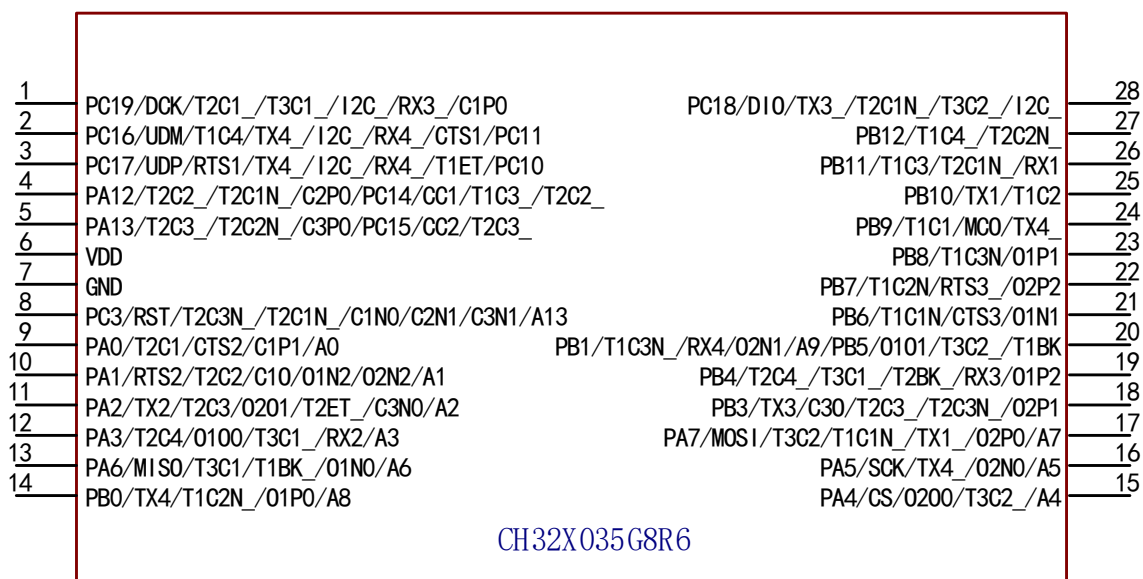 1
PC19/DCK/T2C1_/T3C1_/I2C_/RX3_/C1P0
2
PC16/UDM/T1C4/TX4_/I2C_/RX4_/CTS1/PC11
3
PC17/UDP/RTS1/TX4_/I2C_/RX4_/T1ET/PC10
4
PA12/T2C2_/T2C1N_/C2P0/PC14/CC1/T1C3_/T2C2_
5
PA13/T2C3_/T2C2N_/C3P0/PC15/CC2/T2C3_
6
VDD
7
GND
8
PC3/RST/T2C3N_/T2C1N_/C1N0/C2N1/C3N1/A13
9
PA0/T2C1/CTS2/C1P1/A0
10
PA1/RTS2/T2C2/C1O/O1N2/O2N2/A1
11
PA2/TX2/T2C3/O2O1/T2ET_/C3N0/A2
12
PA3/T2C4/O1O0/T3C1_/RX2/A3
13
PA6/MISO/T3C1/T1BK_/O1N0/A6
14
PB0/TX4/T1C2N_/O1P0/A8
28
PC18/DIO/TX3_/T2C1N_/T3C2_/I2C_
27
PB12/T1C4_/T2C2N_
26
PB11/T1C3/T2C1N_/RX1
25
PB10/TX1/T1C2
24
PB9/T1C1/MCO/TX4_
23
PB8/T1C3N/O1P1
22
PB7/T1C2N/RTS3_/O2P2
21
PB6/T1C1N/CTS3/O1N1
20
PB1/T1C3N_/RX4/O2N1/A9/PB5/O1O1/T3C2_/T1BK
19
PB4/T2C4_/T3C1_/T2BK_/RX3/O1P2
18
PB3/TX3/C3O/T2C3_/T2C3N_/O2P1
17
PA7/MOSI/T3C2/T1C1N_/TX1_/O2P0/A7
16
PA5/SCK/TX4_/O2N0/A5
15
PA4/CS/O2O0/T3C2_/A4
CH32X035G8R6